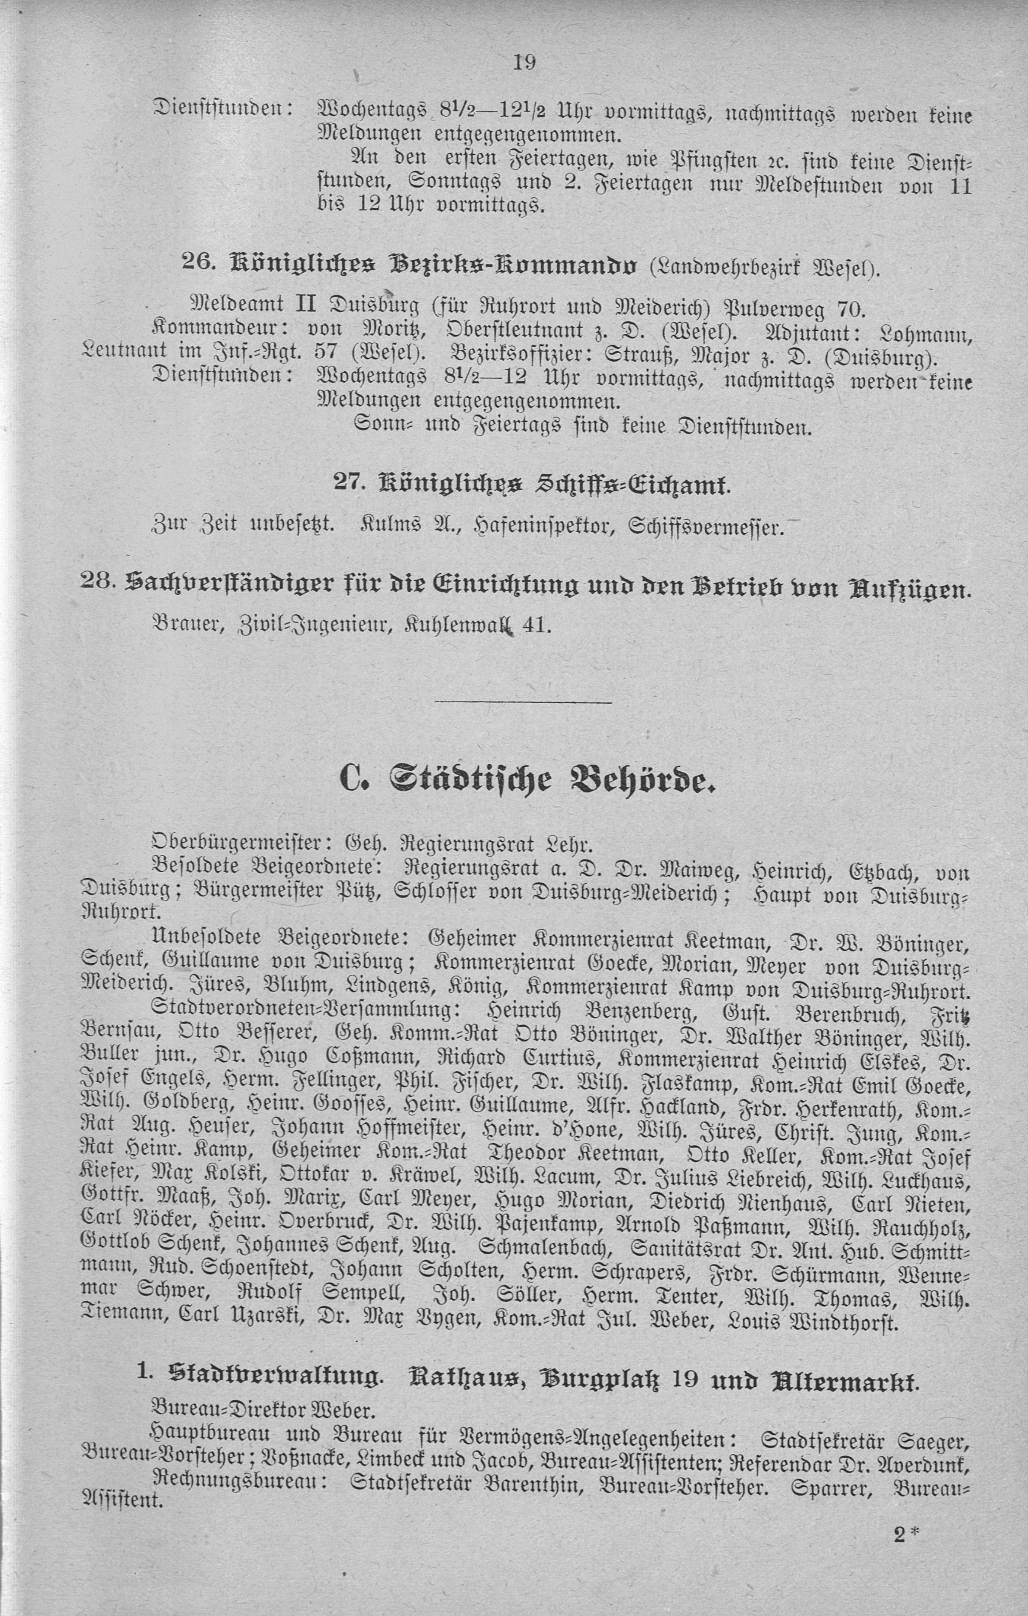 19
Dienststunden: Wochentags 8½—12½ Uhr vormittags, nachmittags werden keine
Meldungen entgegengenommen.
An den ersten Feiertagen, wie Pfingsten ꝛc. sind keine Dienst-
stunden, Sonntags und 2. Feiertagen nur Meldestunden von 11
bis 12 Uhr vormittags.
26. Königliches Bezirks-Kommando (Landwehrbezirk Wesel).
Meldeamt II Duisburg (für Ruhrort und Meiderich) Pulverweg 70.
Kommandeur: von Moritz, Oberstleutnant z. D. (Wesel). Adjutant: Lohmann,
Leutnant im Inf.-Rgt. 57 (Wesel). Bezirksoffizier: Strauß, Major z. D. (Duisburg).
Dienststunden: Wochentags 8½—12 Uhr vormittags, nachmittags werden keine
Meldungen entgegengenommen.
Sonn- und Feiertags sind keine Dienststunden.
27. Königliches Schiffs-Eichamt.
Zur Zeit unbesetzt. Kulms A., Hafeninspektor, Schiffsvermesser.
28. Sachverständiger für die Einrichtung und den Betrieb von Aufzügen.
Brauer, Zivil-Ingenieur, Kuhlenwall 41.
C. Städtische Behörde.
Oberbürgermeister: Geh. Regierungsrat Lehr.
Besoldete Beigeordnete: Regierungsrat a. D. Dr. Maiweg, Heinrich, Etzbach, von
Duisburg; Bürgermeister Pütz, Schlosser von Duisburg-Meiderich; Haupt von Duisburg-
Ruhrort.
Unbesoldete Beigeordnete: Geheimer Kommerzienrat Keetman, Dr. W. Böninger,
Schenk, Guillaume von Duisburg; Kommerzienrat Goecke, Morian, Meyer von Duisburg-
Meiderich. Jüres, Bluhm, Lindgens, König, Kommerzienrat Kamp von Duisburg-Ruhrort.
Stadtverordneten-Versammlung: Heinrich Benzenberg, Gust. Berenbruch, Fritz
Bernsau, Otto Besserer, Geh. Komm.-Rat Otto Böninger, Dr. Walther Böninger, Wilh.
Buller jun., Dr. Hugo Coßmann, Richard Curtius, Kommerzienrat Heinrich Elskes, Dr.
Josef Engels, Herm. Fellinger, Phil. Fischer, Dr. Wilh. Flaskamp, Kom.-Rat Emil Goecke,
Wilh. Goldberg, Heinr. Goosses, Heinr. Guillaume, Alfr. Hackland, Frdr. Herkenrath, Kom.-
Rat Aug. Heuser, Johann Hoffmeister, Heinr. d'Hone, Wilh. Jüres, Christ. Jung, Kom.-
Rat Heinr. Kamp, Geheimer Kom.-Rat Theodor Keetman, Otto Keller, Kom.-Rat Josef
Kiefer, Max Kolski, Ottokar v. Kräwel, Wilh. Lacum, Dr. Julius Liebreich, Wilh. Luckhaus,
Gottfr. Maaß, Joh. Marix, Carl Meyer, Hugo Morian, Diedrich Nienhaus, Carl Nieten,
Carl Nöcker, Heinr. Overbruck, Dr. Wilh. Pajenkamp, Arnold Paßmann, Wilh. Rauchholz,
Gottlob Schenk, Johannes Schenk, Aug. Schmalenbach, Sanitätsrat Dr. Ant. Hub. Schmitt-
mann, Rud. Schoenstedt, Johann Scholten, Herm. Schrapers, Frdr. Schürmann, Wenne-
mar Schwer, Rudolf Sempell, Joh. Söller, Herm. Tenter, Wilh. Thomas, Wilh.
Tiemann, Carl Uzarski, Dr. Max Vygen, Kom.-Rat Jul. Weber, Louis Windthorst.
1. Stadtverwaltung. Rathaus, Burgplatz 19 und Altermarkt.
Bureau-Direktor Weber.
Hauptbureau und Bureau für Vermögens-Angelegenheiten: Stadtsekretär Saeger,
Bureau-Vorsteher; Voßnacke, Limbeck und Jacob, Bureau-Assistenten; Referendar Dr. Averdunk,
Rechnungsbureau: Stadtsekretär Barenthin, Bureau-Vorsteher. Sparrer, Bureau-
Assistent.
2*